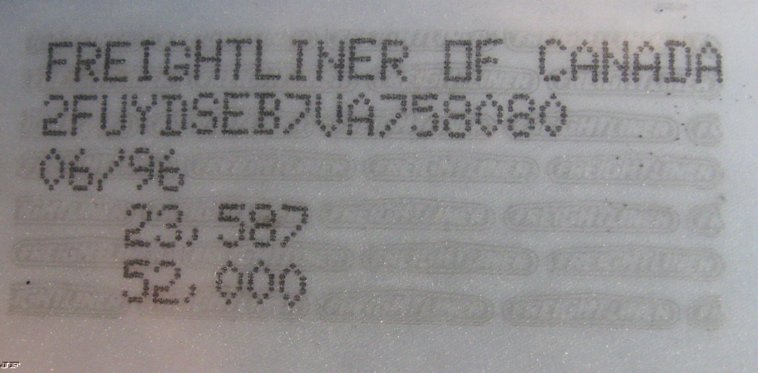 FREIGHTLINER OF CANADA
2FUYDSEB7VA758080
06/96
23,587
52,000